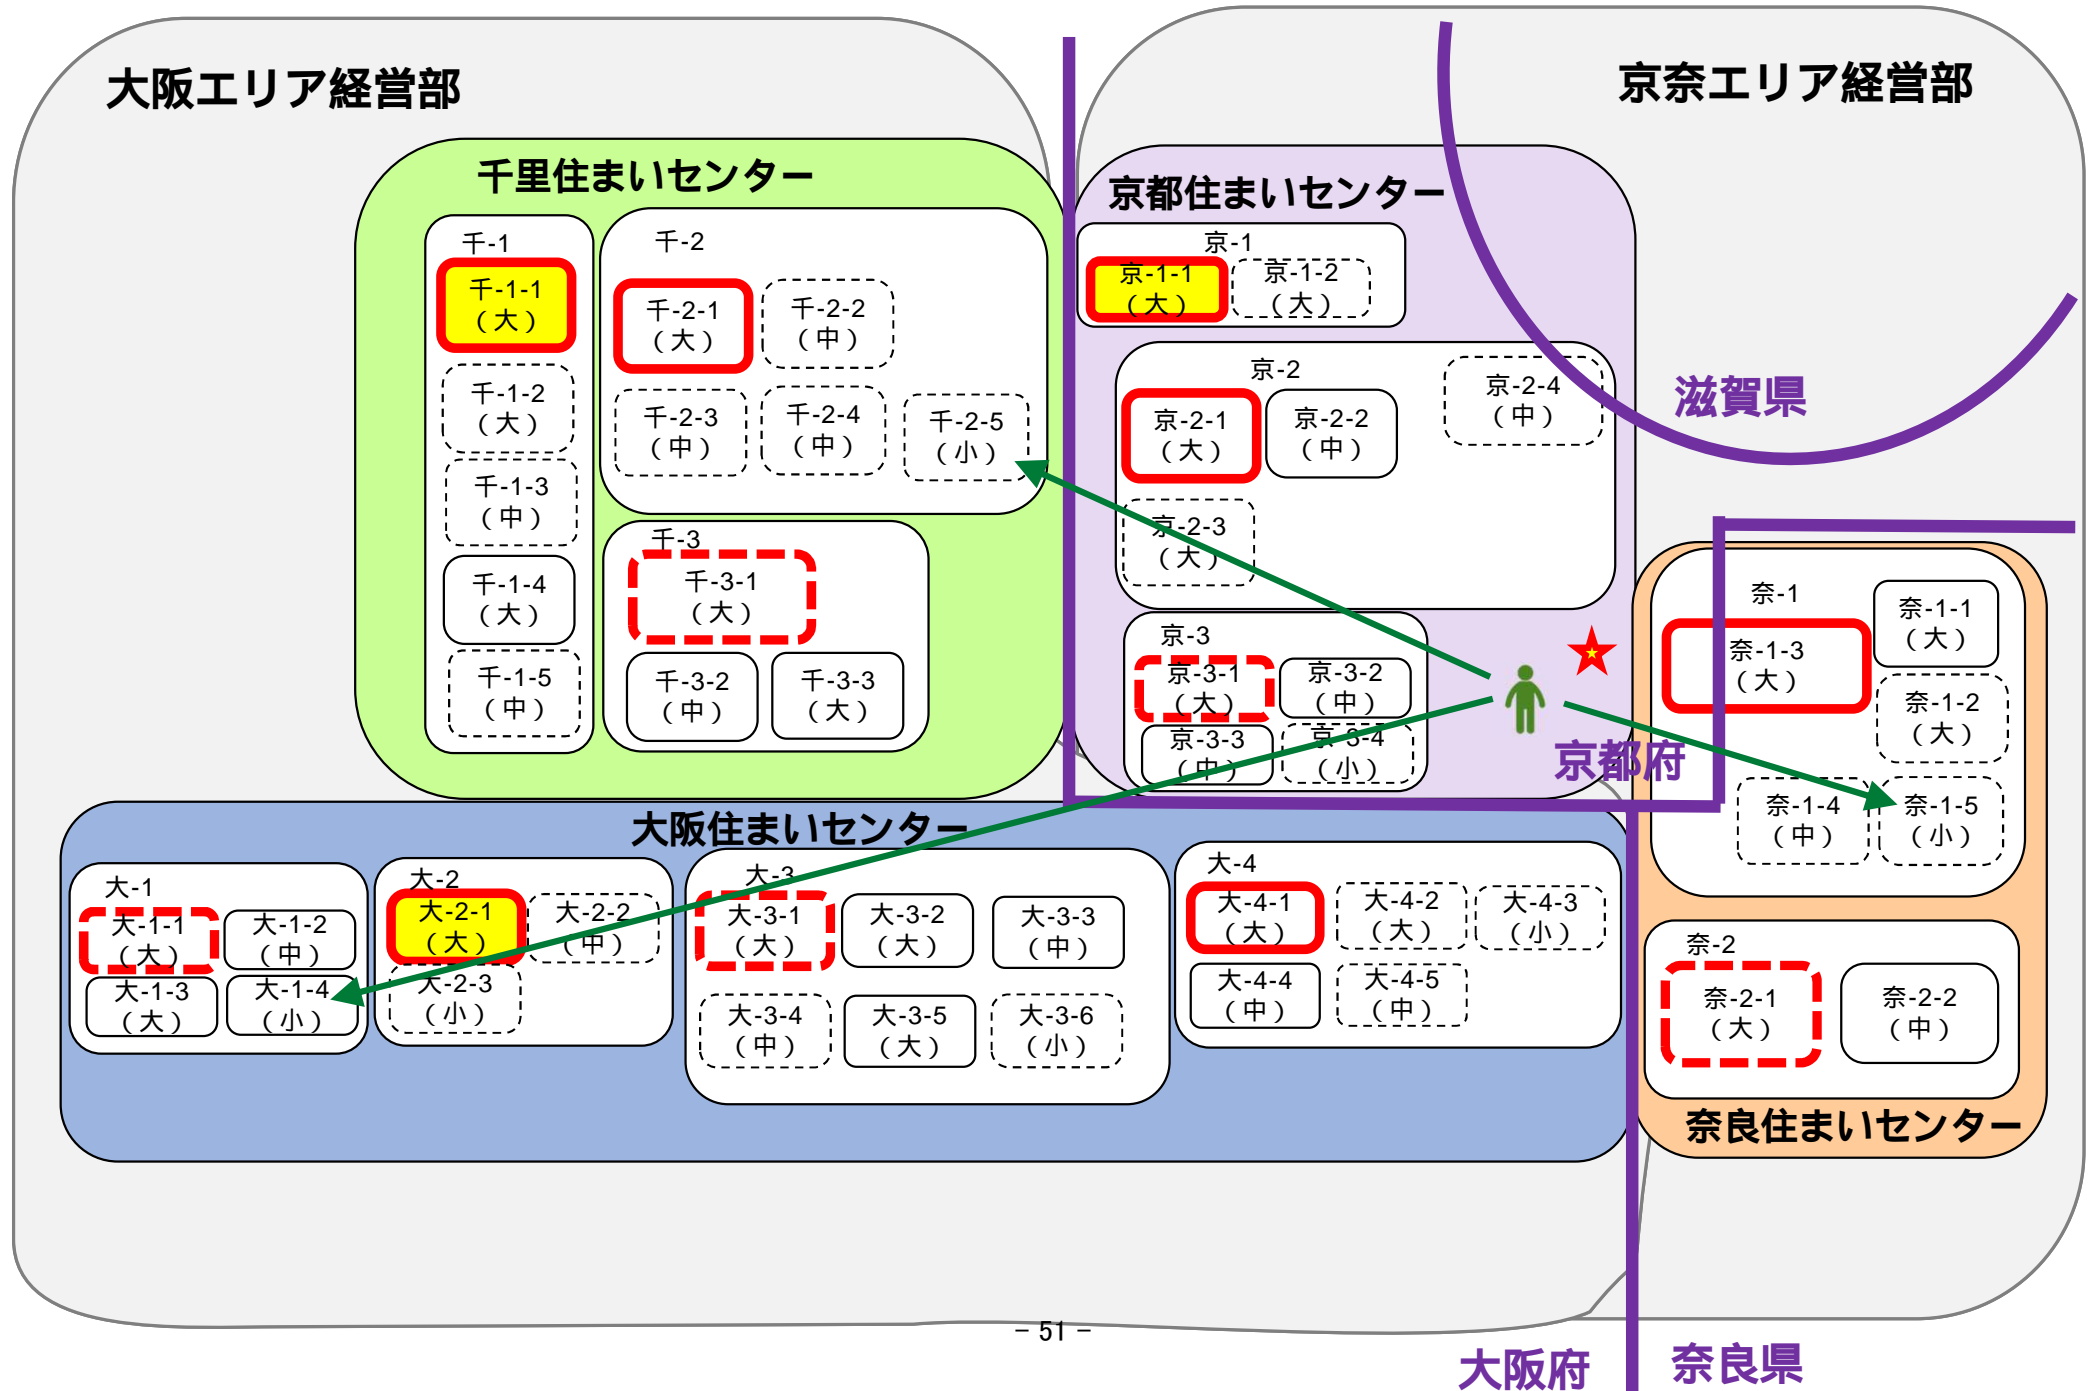 大阪エリア経営部
京奈エリア経営部
千里住まいセンター
千-1
千-1-1
（大）
千-1-2
（大）
千-1-3
（中）
千-1-4
（大）
千-1-5
（中）
千-2
千-2-1
（大）
千-2-2
（中）
千-2-3
（中）
千-2-4
（中）
千-2-5
（小）
千-3
千-3-1
（大）
千-3-2
（中）
千-3-3
（大）
京都住まいセンター
京-1
京-1-1
（大）
京-1-2
（大）
京-2
京-2-1
（大）
京-2-2
（中）
京-2-4
（中）
京-2-3
（大）
京-3
京-3-1
（大）
京-3-2
（中）
京-3-3
（中）
京-3-4
（小）
滋賀県
京都府
奈-1
奈-1-1
（大）
奈-1-3
（大）
奈-1-2
（大）
奈-1-4
（中）
奈-1-5
（小）
奈-2
奈-2-1
（大）
奈-2-2
（中）
奈良住まいセンター
大阪住まいセンター
大-1
大-1-1
（大）
大-1-2
（中）
大-1-3
（大）
大-1-4
（小）
大-2
大-2-1
（大）
大-2-2
（中）
大-2-3
（小）
大-3
大-3-1
（大）
大-3-2
（大）
大-3-3
（中）
大-3-4
（中）
大-3-5
（大）
大-3-6
（小）
大-4
大-4-1
（大）
大-4-2
（大）
大-4-3
（小）
大-4-4
（中）
大-4-5
（中）
- 51 -
大阪府
奈良県